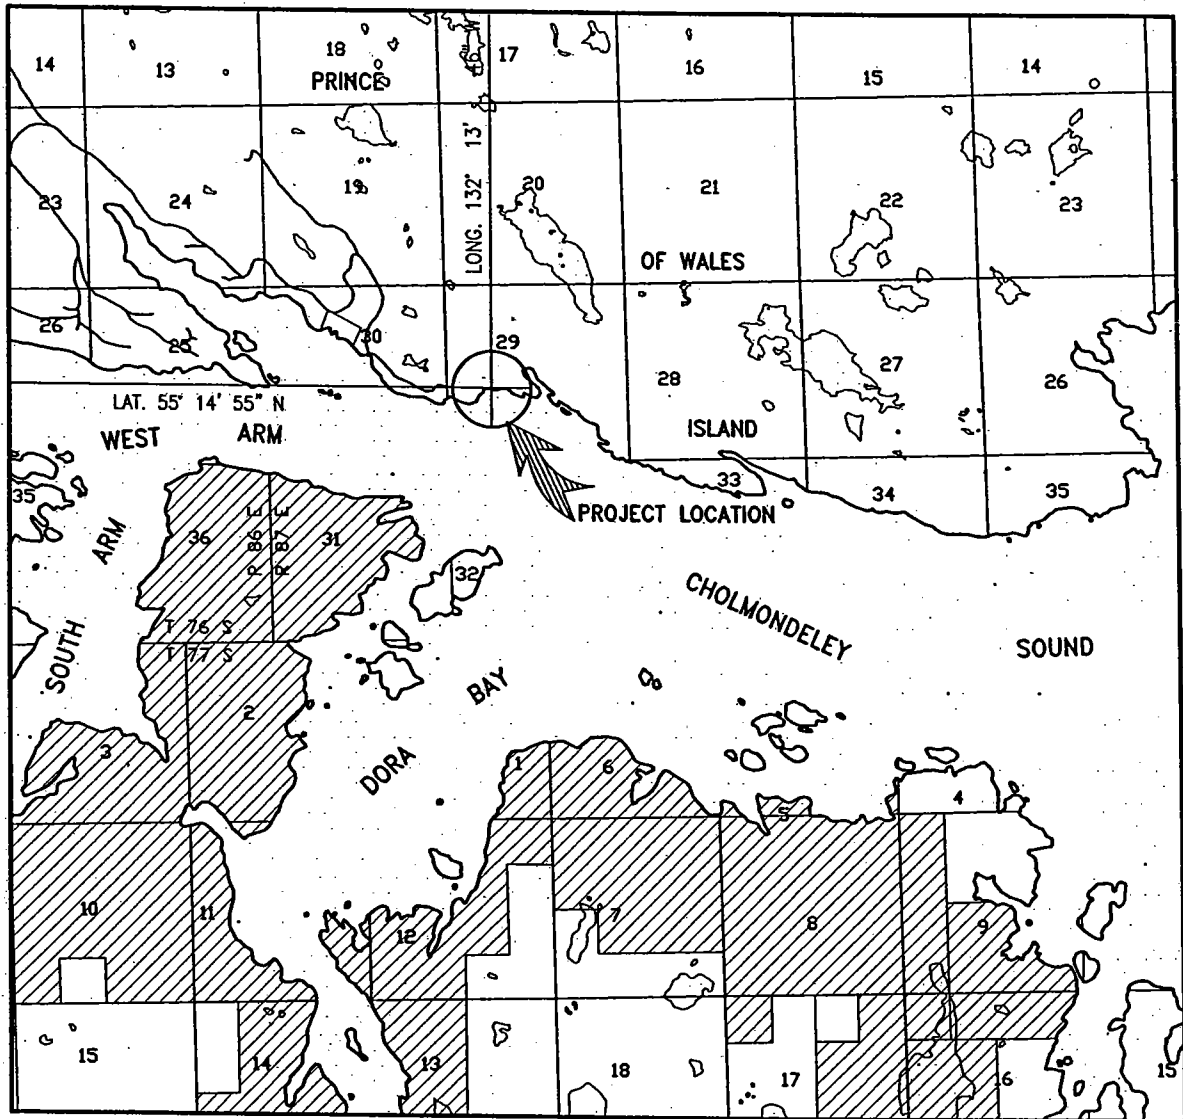 14 13 18 17 16 15 14
PRINCE
LONG. 132° 13' 46" W
23 24 19 20 21 22 23
OF WALES
26 25 30 29 28 27 26
LAT. 55° 14' 55" N
WEST ARM
ISLAND
35
33 34 35
PROJECT LOCATION
36 31
R 86 E
R 87 E
32
SOUTH ARM
T 76 S
T 77 S
CHOLMONDELEY SOUND
DORA BAY
3 2 1 6 5 4
10 11 12 7 8 9
15 14 13 18 17 16 15